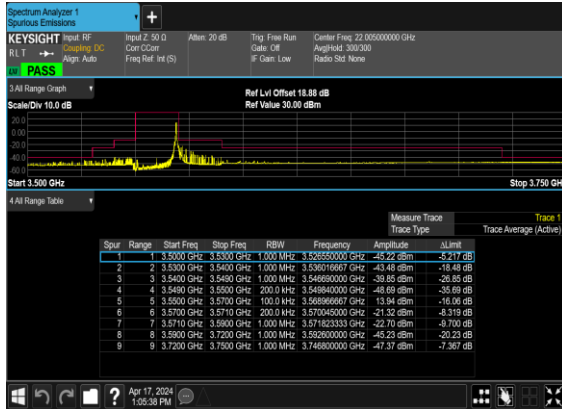 Spectrum Analyzer 1
Spurious Emissions
+
KEYSIGHT Input: RF Input Z: 50 Ω Atten: 20 dB Trig: Free Run Center Freq: 22.005000000 GHz
RLT Coupling: DC Corr CCorr Gate: Off Avg|Hold: 300/300
Align: Auto Freq Ref: Int (S) IF Gain: Low Radio Std: None
PASS
3 All Range Graph
Ref Lvl Offset 18.88 dB
Scale/Div 10.0 dB Ref Value 30.00 dBm
20.0
0.00
-20.0
-40.0
-60.0
Start 3.500 GHz Stop 3.750 GH
4 All Range Table
Measure Trace Trace 1
Trace Type Trace Average (Active)
Spur Range Start Freq Stop Freq RBW Frequency Amplitude ΔLimit
1 1 3.5000 GHz 3.5300 GHz 1.000 MHz 3.526550000 GHz -45.22 dBm -5.217 dB
2 2 3.5300 GHz 3.5400 GHz 1.000 MHz 3.536016667 GHz -43.48 dBm -18.48 dB
3 3 3.5400 GHz 3.5490 GHz 1.000 MHz 3.546690000 GHz -39.85 dBm -26.85 dB
4 4 3.5490 GHz 3.5500 GHz 200.0 kHz 3.549840000 GHz -48.69 dBm -35.69 dB
5 5 3.5500 GHz 3.5700 GHz 100.0 kHz 3.568966667 GHz 13.94 dBm -16.06 dB
6 6 3.5700 GHz 3.5710 GHz 200.0 kHz 3.570045000 GHz -21.32 dBm -8.319 dB
7 7 3.5710 GHz 3.5900 GHz 1.000 MHz 3.571823333 GHz -22.70 dBm -9.700 dB
8 8 3.5900 GHz 3.7200 GHz 1.000 MHz 3.592600000 GHz -45.23 dBm -20.23 dB
9 9 3.7200 GHz 3.7500 GHz 1.000 MHz 3.746800000 GHz -47.37 dBm -7.367 dB
? Apr 17, 2024
1:05:38 PM